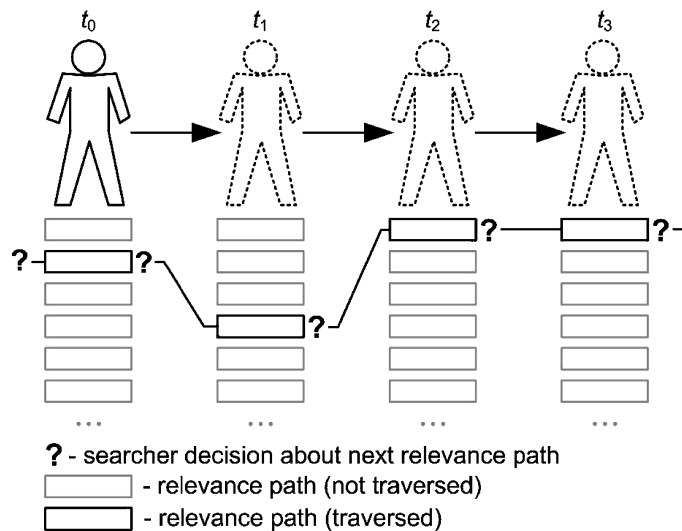 t0 t1 t2 t3
? ? ? ? ?
... ... ... ...
? - searcher decision about next relevance path
- relevance path (not traversed)
- relevance path (traversed)